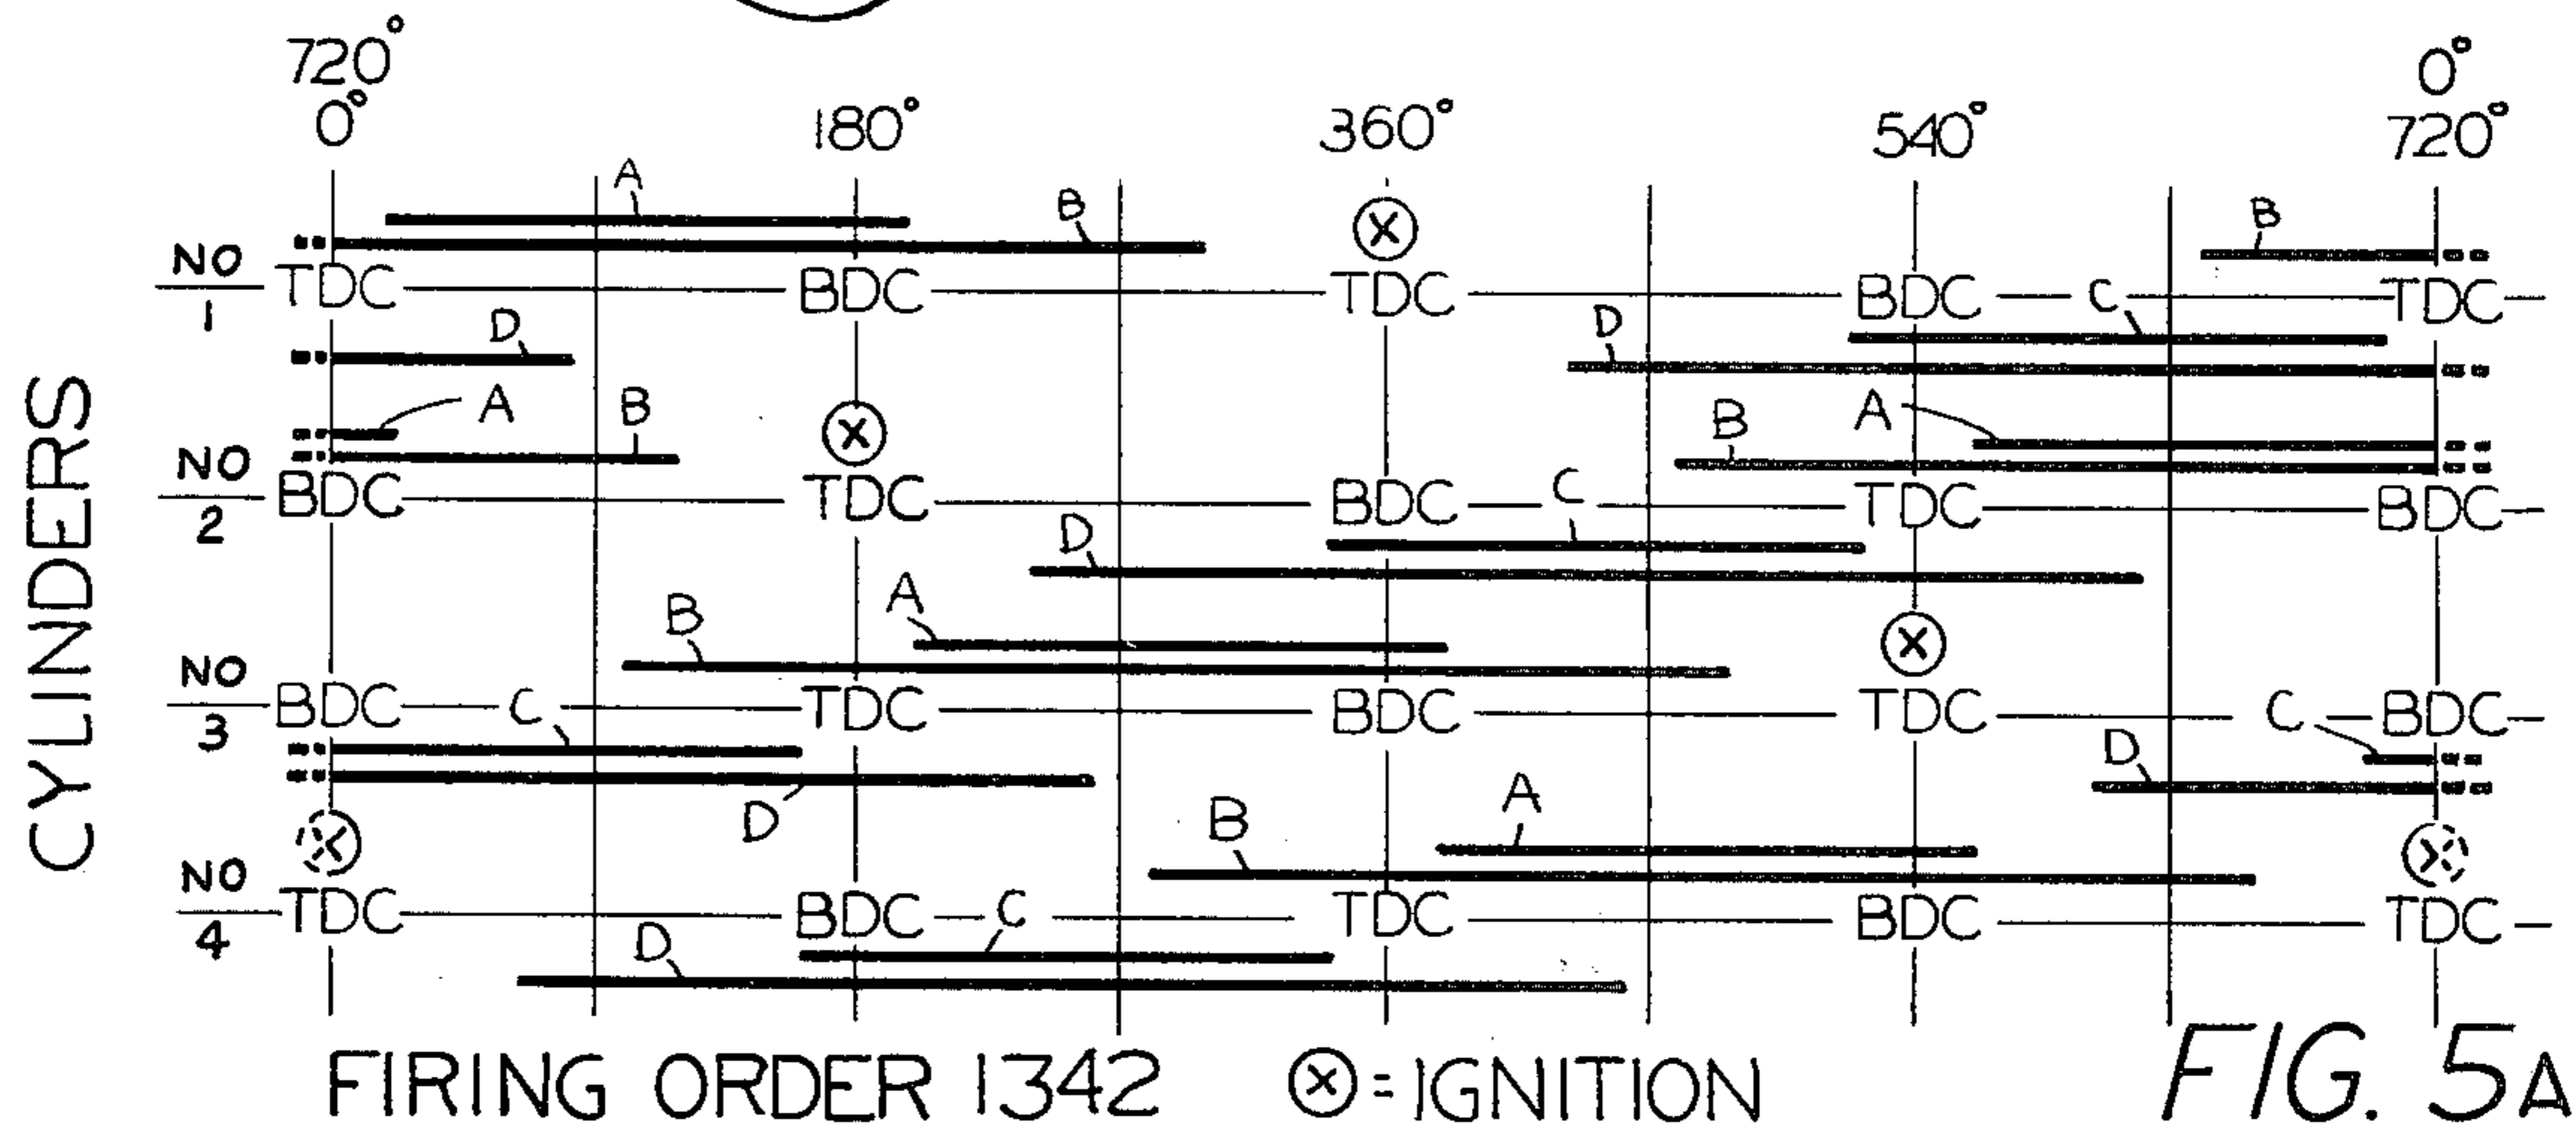 720°
0°
180°
360°
540°
0°
720°
A
B
B
NO
1
TDC
BDC
TDC
BDC
C
TDC
D
D
A
B
B
A
NO
2
BDC
TDC
BDC
C
TDC
BDC
D
B
A
NO
3
BDC
C
TDC
BDC
TDC
C
BDC
D
D
B
A
NO
4
TDC
BDC
C
TDC
BDC
TDC
D
CYLINDERS
FIRING ORDER 1342
ⓧ = IGNITION
FIG. 5A